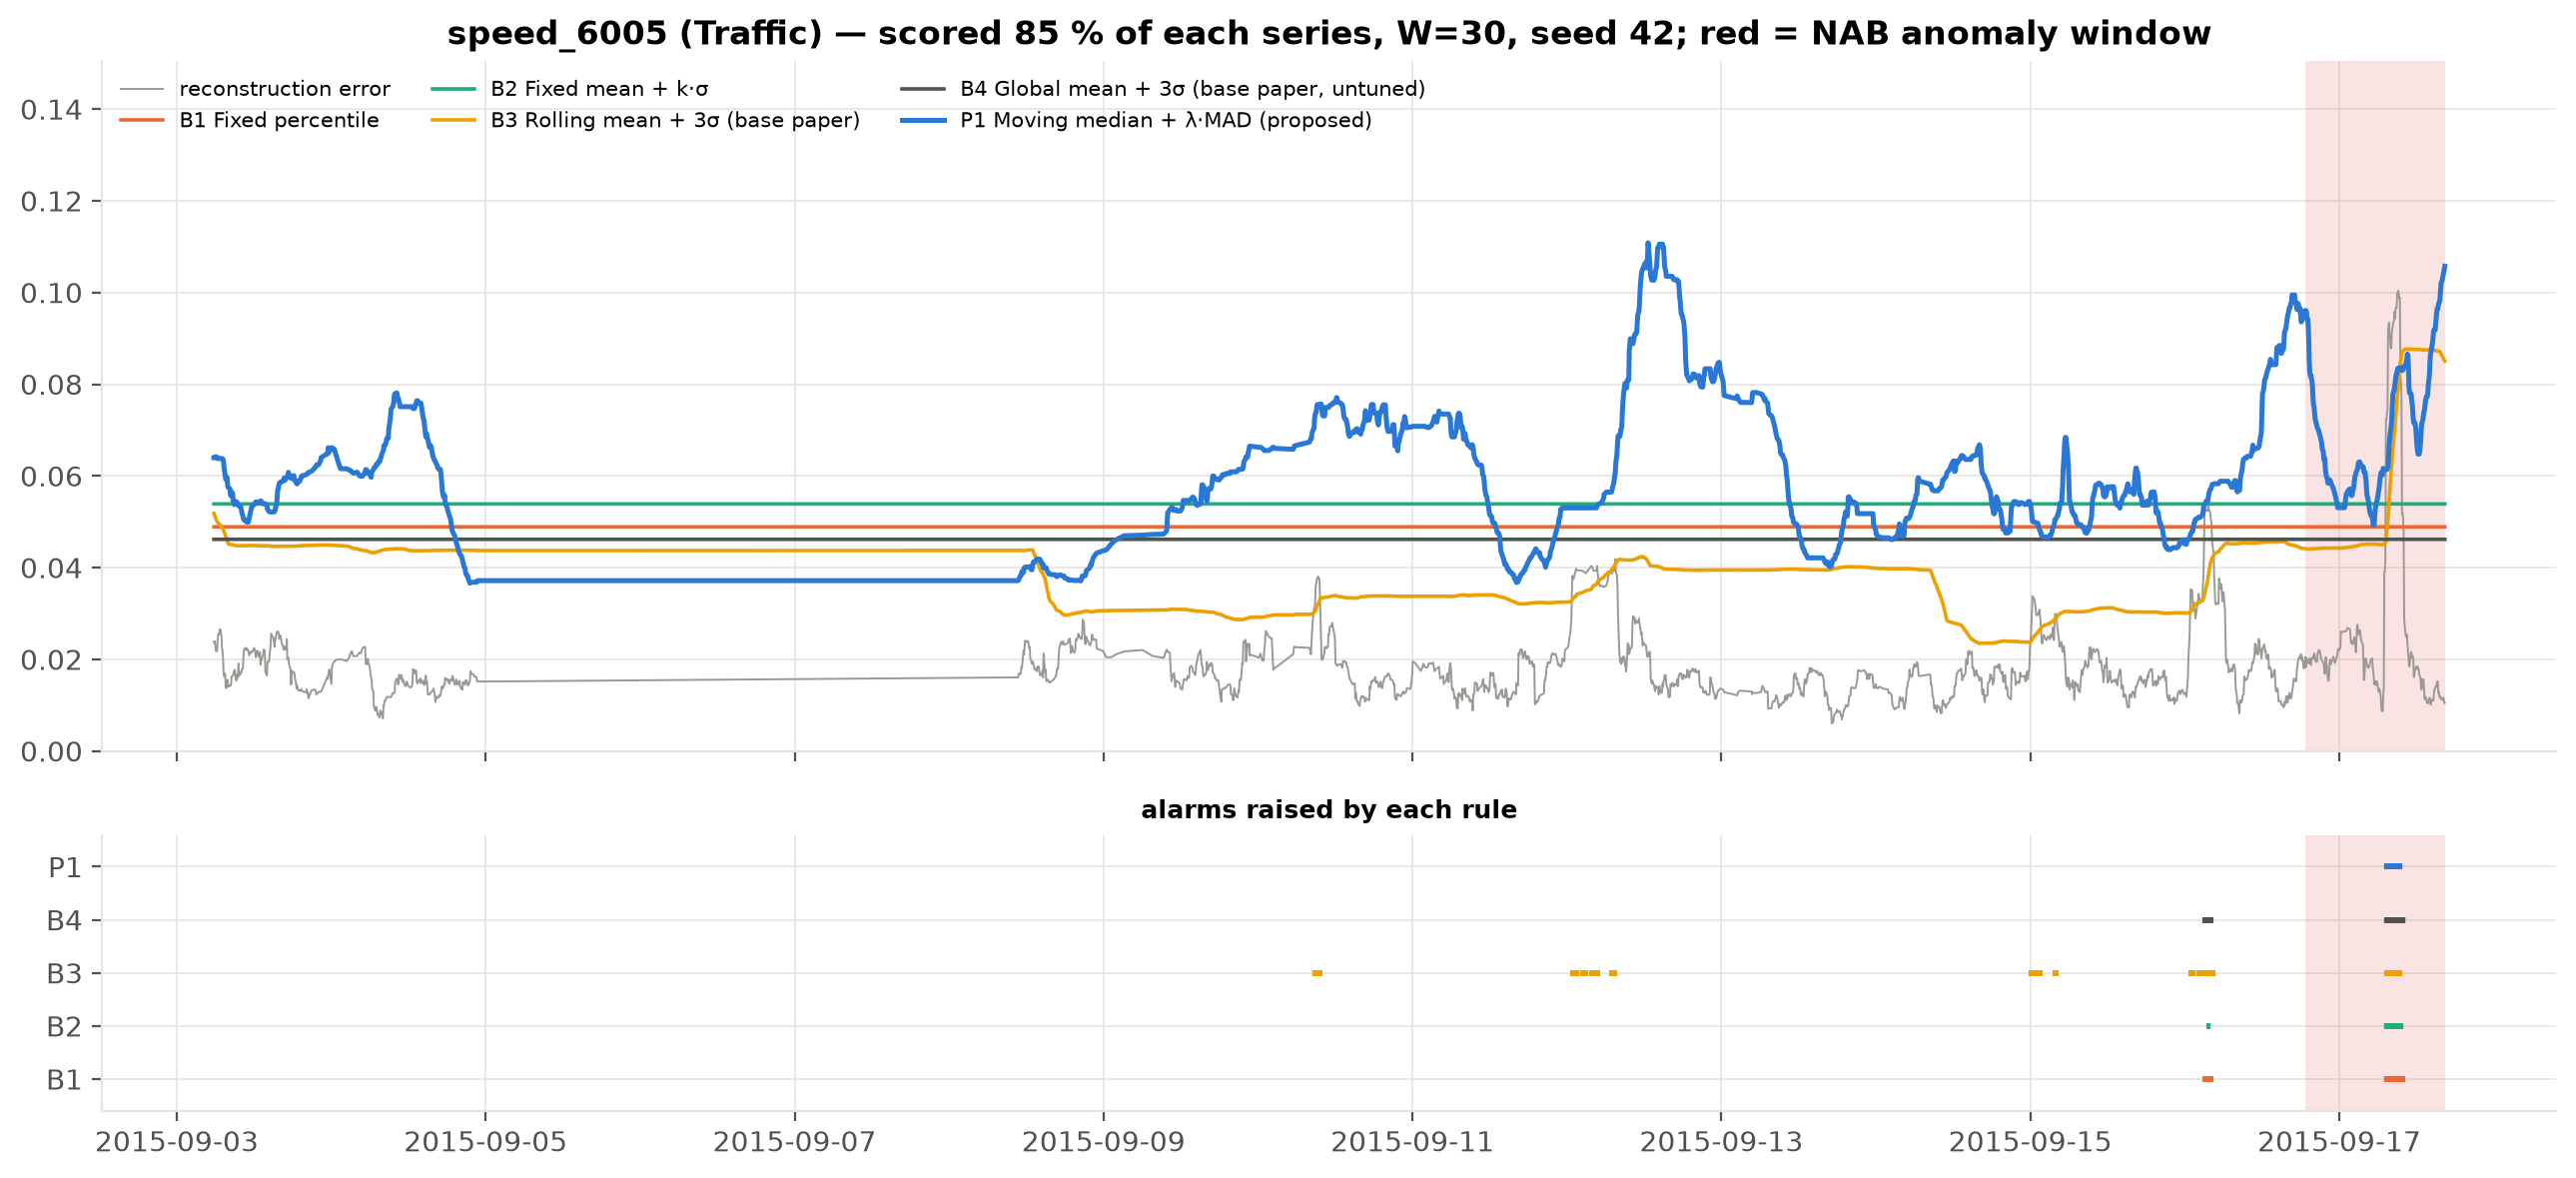 speed_6005 (Traffic) — scored 85 % of each series, W=30, seed 42; red = NAB anomaly window
reconstruction error
B1 Fixed percentile
B2 Fixed mean + k·σ
B3 Rolling mean + 3σ (base paper)
B4 Global mean + 3σ (base paper, untuned)
P1 Moving median + λ·MAD (proposed)
0.14
0.12
0.10
0.08
0.06
0.04
0.02
0.00
alarms raised by each rule
P1
B4
B3
B2
B1
2015-09-03 2015-09-05 2015-09-07 2015-09-09 2015-09-11 2015-09-13 2015-09-15 2015-09-17